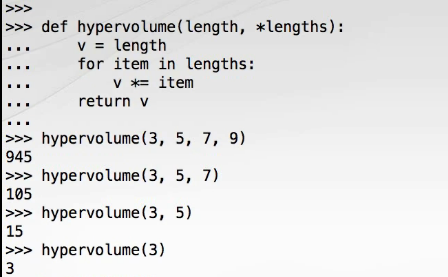 >>>
>>> def hypervolume(length, *lengths):
...     v = length
...     for item in lengths:
...         v *= item
...     return v
...
>>> hypervolume(3, 5, 7, 9)
945
>>> hypervolume(3, 5, 7)
105
>>> hypervolume(3, 5)
15
>>> hypervolume(3)
3